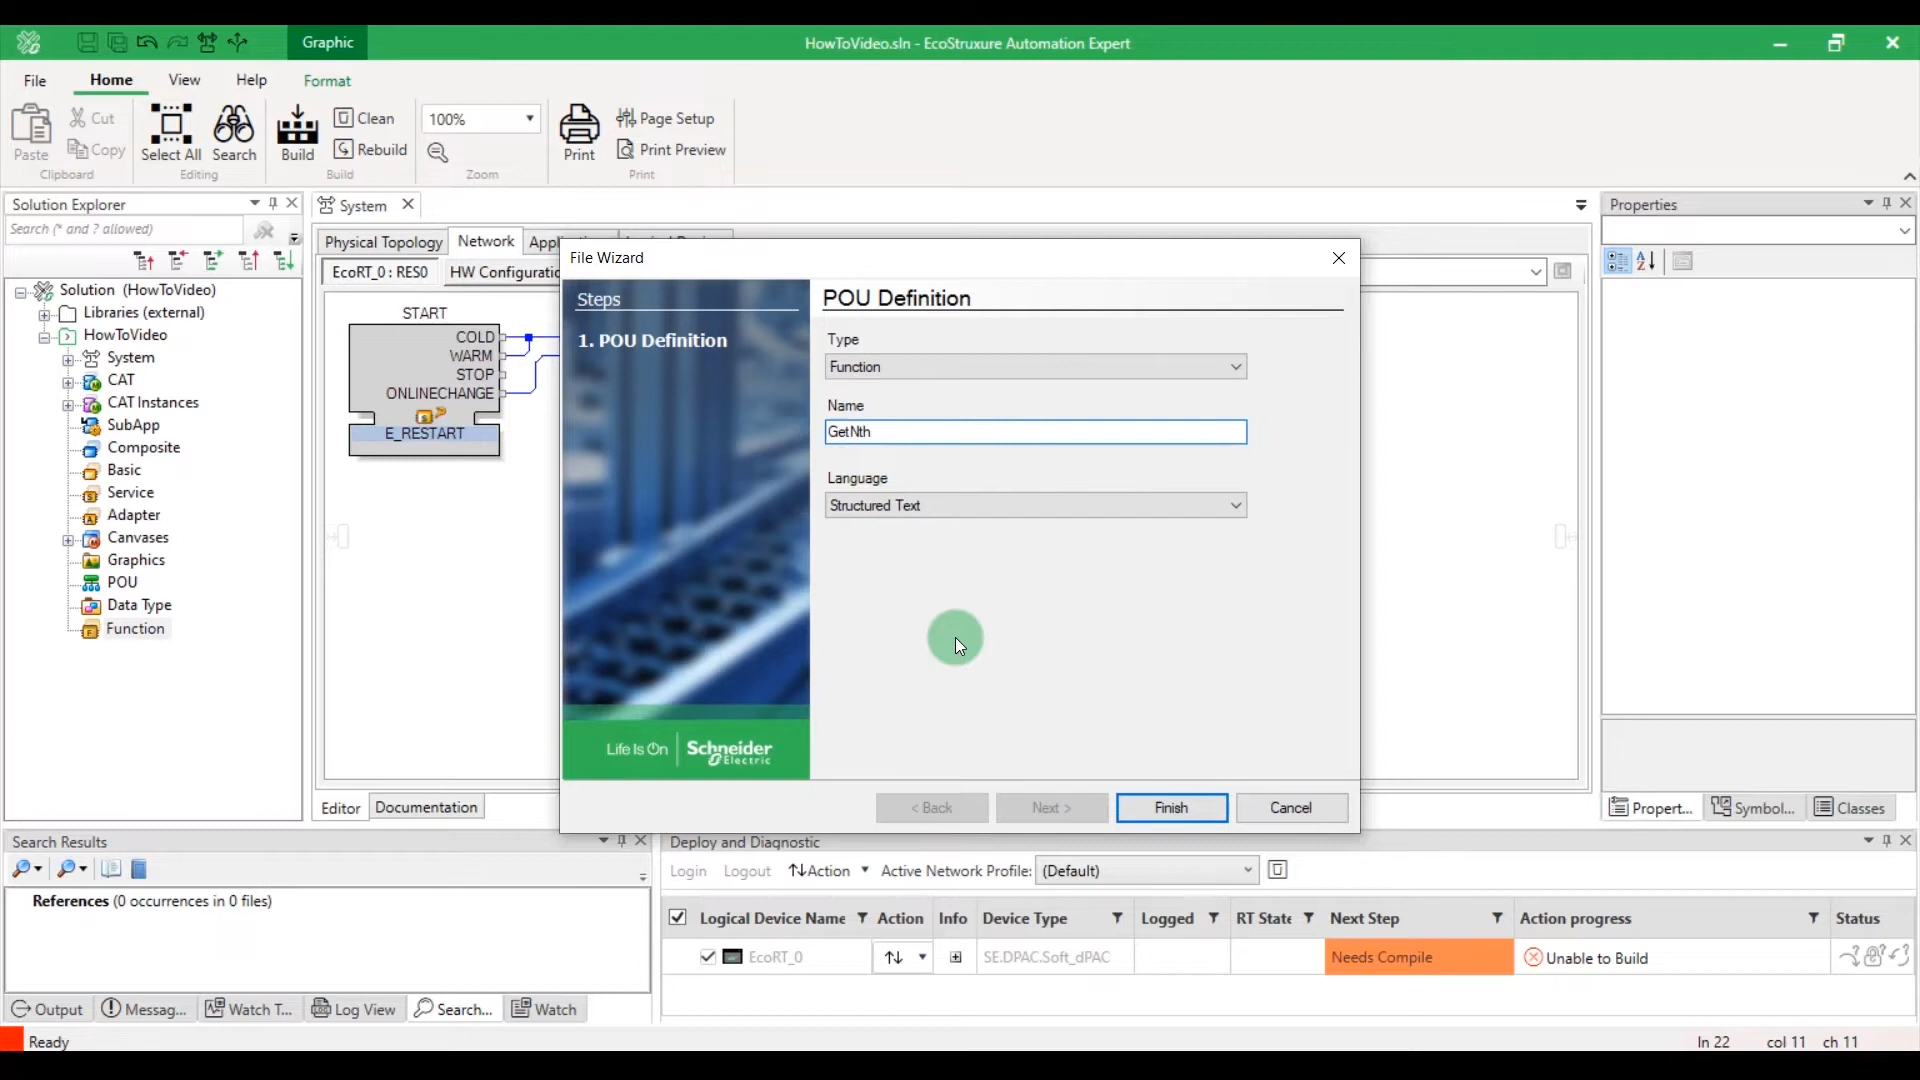 Graphic
HowToVideo.sln - EcoStruxure Automation Expert
File Home View Help Format
Paste
Cut
Copy
Clipboard
Select All
Search
Editing
Build
Clean
Rebuild
Build
100%
Zoom
Print
Page Setup
Print Preview
Print
Solution Explorer
Search (* and ? allowed)
Solution (HowToVideo)
Libraries (external)
HowToVideo
System
CAT
CAT Instances
SubApp
Composite
Basic
Service
Adapter
Canvases
Graphics
POU
Data Type
Function
System
Physical Topology
Network
EcoRT_0 : RES0
START
COLD
WARM
STOP
ONLINECHANGE
E_RESTART
Editor
Documentation
File Wizard
Steps
1. POU Definition
Life Is On
Schneider
Electric
POU Definition
Type
Function
Name
GetNth
Language
Structured Text
< Back
Next >
Finish
Cancel
Properties
Propert...
Symbol...
Classes
Search Results
References (0 occurrences in 0 files)
Output
Messag...
Watch T...
Log View
Search...
Watch
Deploy and Diagnostic
Login
Logout
Action
Active Network Profile:
(Default)
Logical Device Name
Action
Info
Device Type
Logged
RT State
Next Step
Action progress
Status
EcoRT_0
SE.DPAC.Soft_dPAC
Needs Compile
Unable to Build
Ready
ln 22
col 11
ch 11